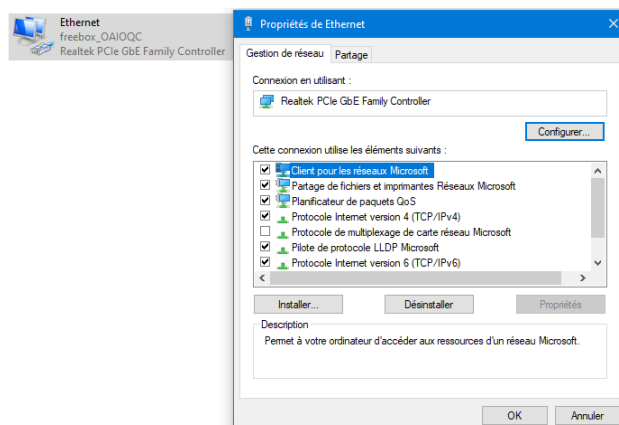 Ethernet
freebox_OAIOQC
Realtek PCIe GbE Family Controller
Propriétés de Ethernet
Gestion de réseau
Partage
Connexion en utilisant :
Realtek PCIe GbE Family Controller
Configurer...
Cette connexion utilise les éléments suivants :
Client pour les réseaux Microsoft
Partage de fichiers et imprimantes Réseaux Microsoft
Planificateur de paquets QoS
Protocole Internet version 4 (TCP/IPv4)
Protocole de multiplexage de carte réseau Microsoft
Pilote de protocole LLDP Microsoft
Protocole Internet version 6 (TCP/IPv6)
Installer...
Désinstaller
Propriétés
Description
Permet à votre ordinateur d'accéder aux ressources d'un réseau Microsoft.
OK
Annuler